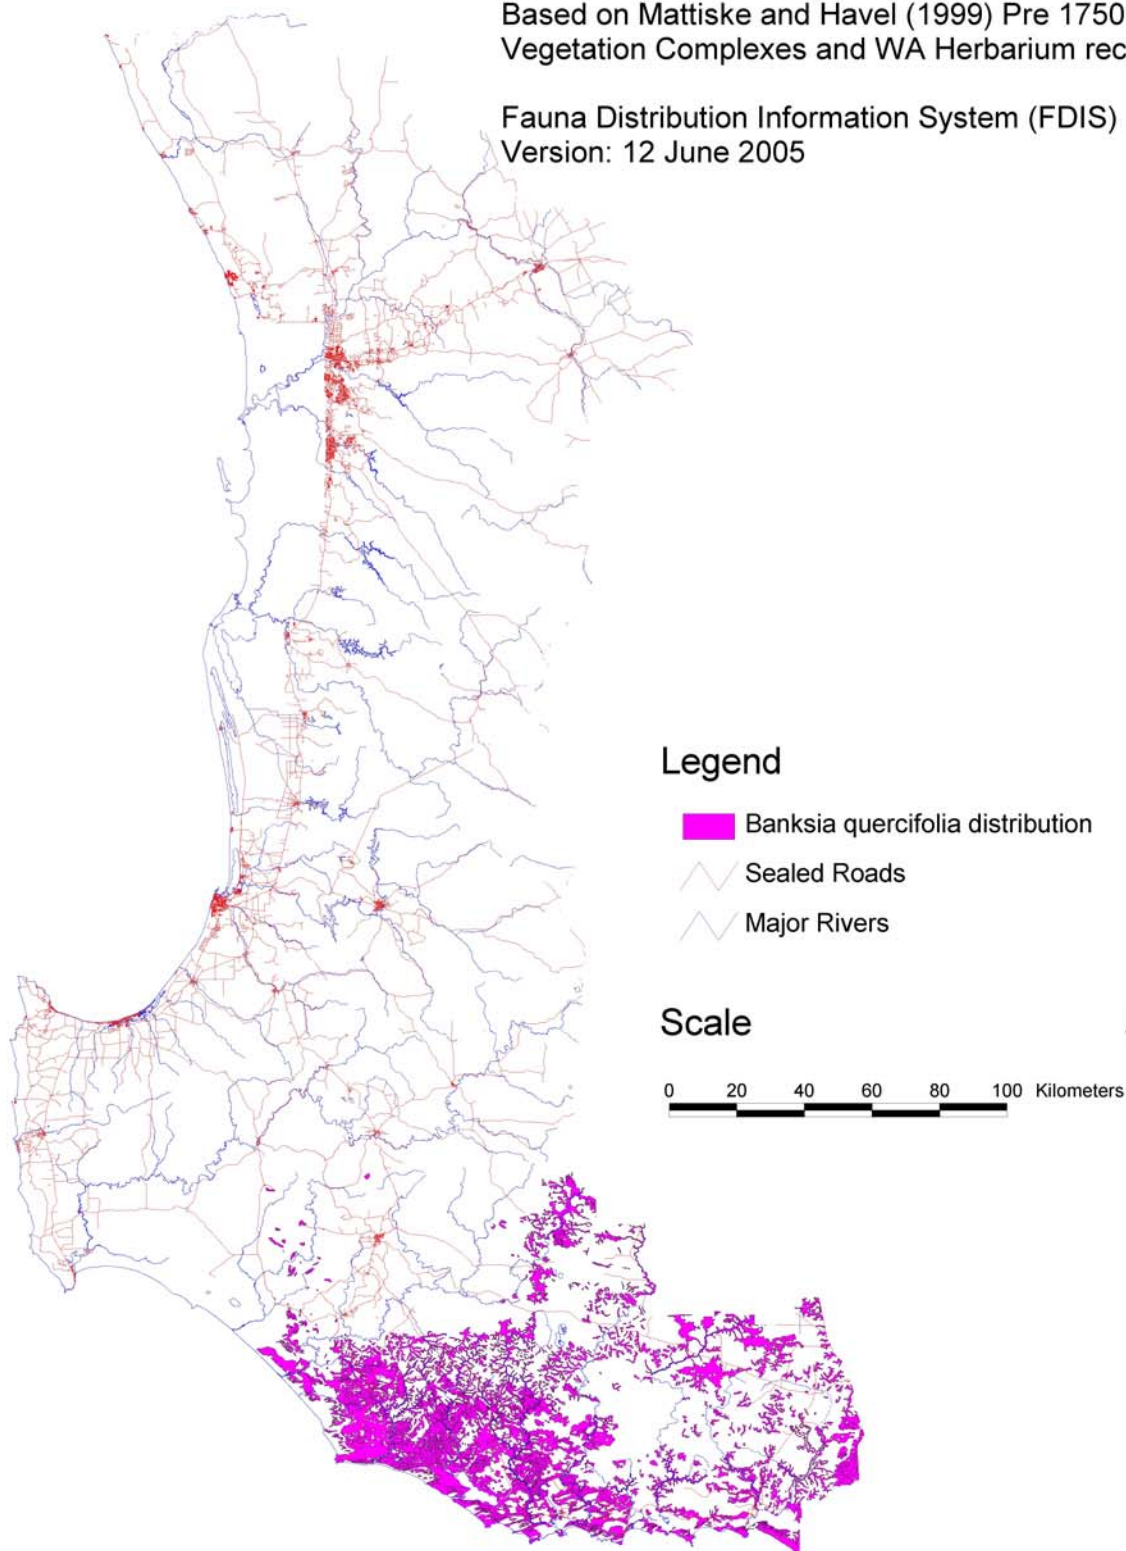 Based on Mattiske and Havel (1999) Pre 1750
Vegetation Complexes and WA Herbarium rec
Fauna Distribution Information System (FDIS)
Version: 12 June 2005
Legend
Banksia quercifolia distribution
Sealed Roads
Major Rivers
Scale
0 20 40 60 80 100 Kilometers